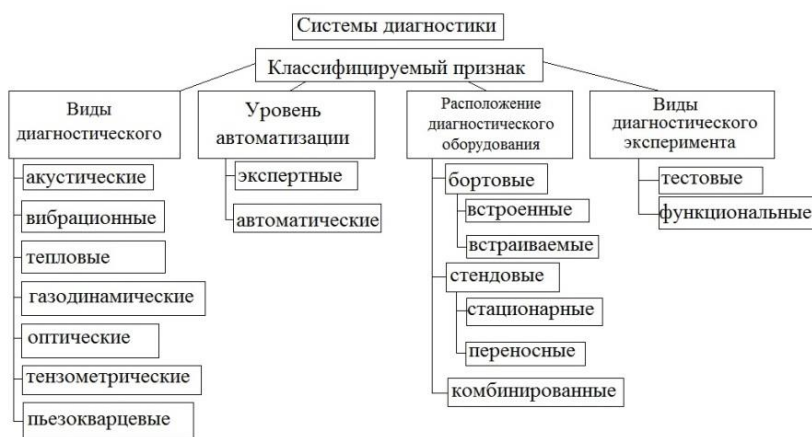 Системы диагностики
Классифицируемый признак
Виды
диагностического
акустические
вибрационные
тепловые
газодинамические
оптические
тензометрические
пьезокварцевые
Уровень
автоматизации
экспертные
автоматические
Расположение
диагностического
оборудования
бортовые
встроенные
встраиваемые
стендовые
стационарные
переносные
комбинированные
Виды
диагностического
эксперимента
тестовые
функциональные